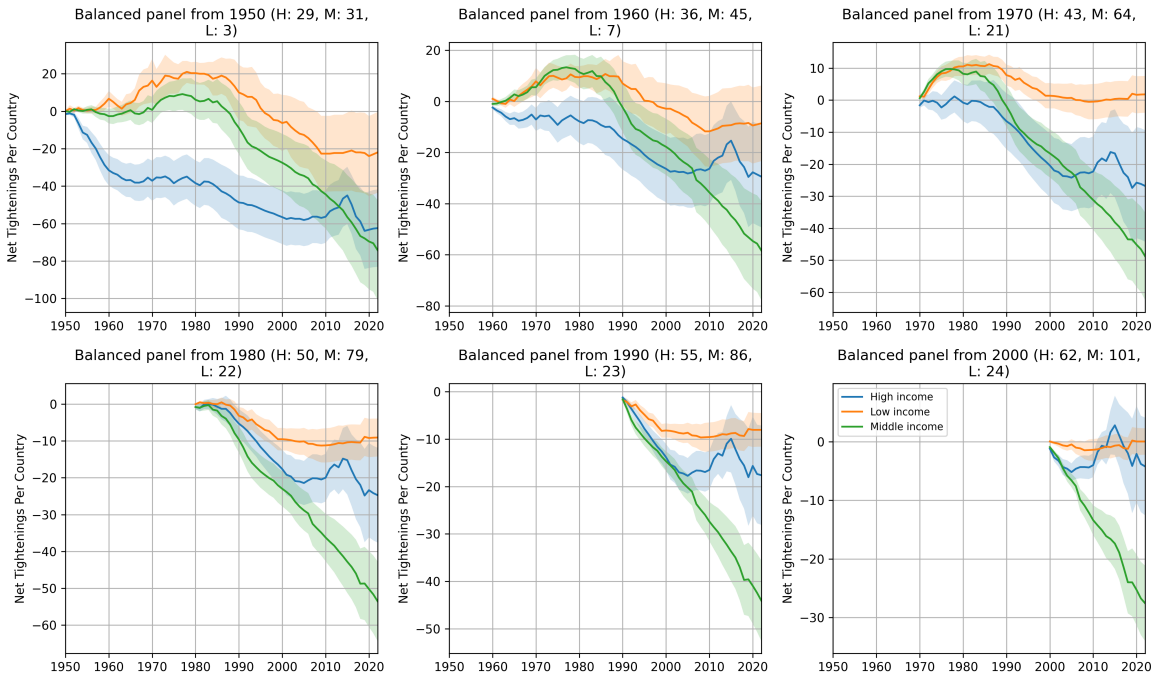 Balanced panel from 1950 (H: 29, M: 31,
L: 3)
Net Tightenings Per Country
20
0
−20
−40
−60
−80
−100
1950 1960 1970 1980 1990 2000 2010 2020
Balanced panel from 1960 (H: 36, M: 45,
L: 7)
Net Tightenings Per Country
20
0
−20
−40
−60
−80
1950 1960 1970 1980 1990 2000 2010 2020
Balanced panel from 1970 (H: 43, M: 64,
L: 21)
Net Tightenings Per Country
10
0
−10
−20
−30
−40
−50
−60
1950 1960 1970 1980 1990 2000 2010 2020
Balanced panel from 1980 (H: 50, M: 79,
L: 22)
Net Tightenings Per Country
0
−10
−20
−30
−40
−50
−60
1950 1960 1970 1980 1990 2000 2010 2020
Balanced panel from 1990 (H: 55, M: 86,
L: 23)
Net Tightenings Per Country
0
−10
−20
−30
−40
−50
1950 1960 1970 1980 1990 2000 2010 2020
Balanced panel from 2000 (H: 62, M: 101,
L: 24)
Net Tightenings Per Country
High income
Low income
Middle income
0
−10
−20
−30
1950 1960 1970 1980 1990 2000 2010 2020